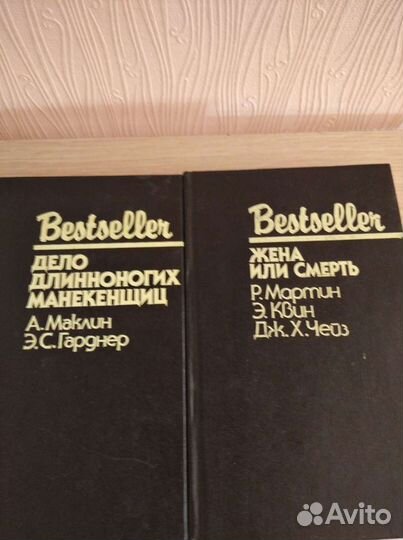 Bestseller
ДЕЛО
ДЛИННОНОГИХ
МАНЕКЕНЩИЦ
А. Маклин
Э.С. Гарднер
Bestseller
ЖЕНА
ИЛИ СМЕРТЬ
Р. Мартин
Э. Квин
Дж. Х. Чейз
Avito